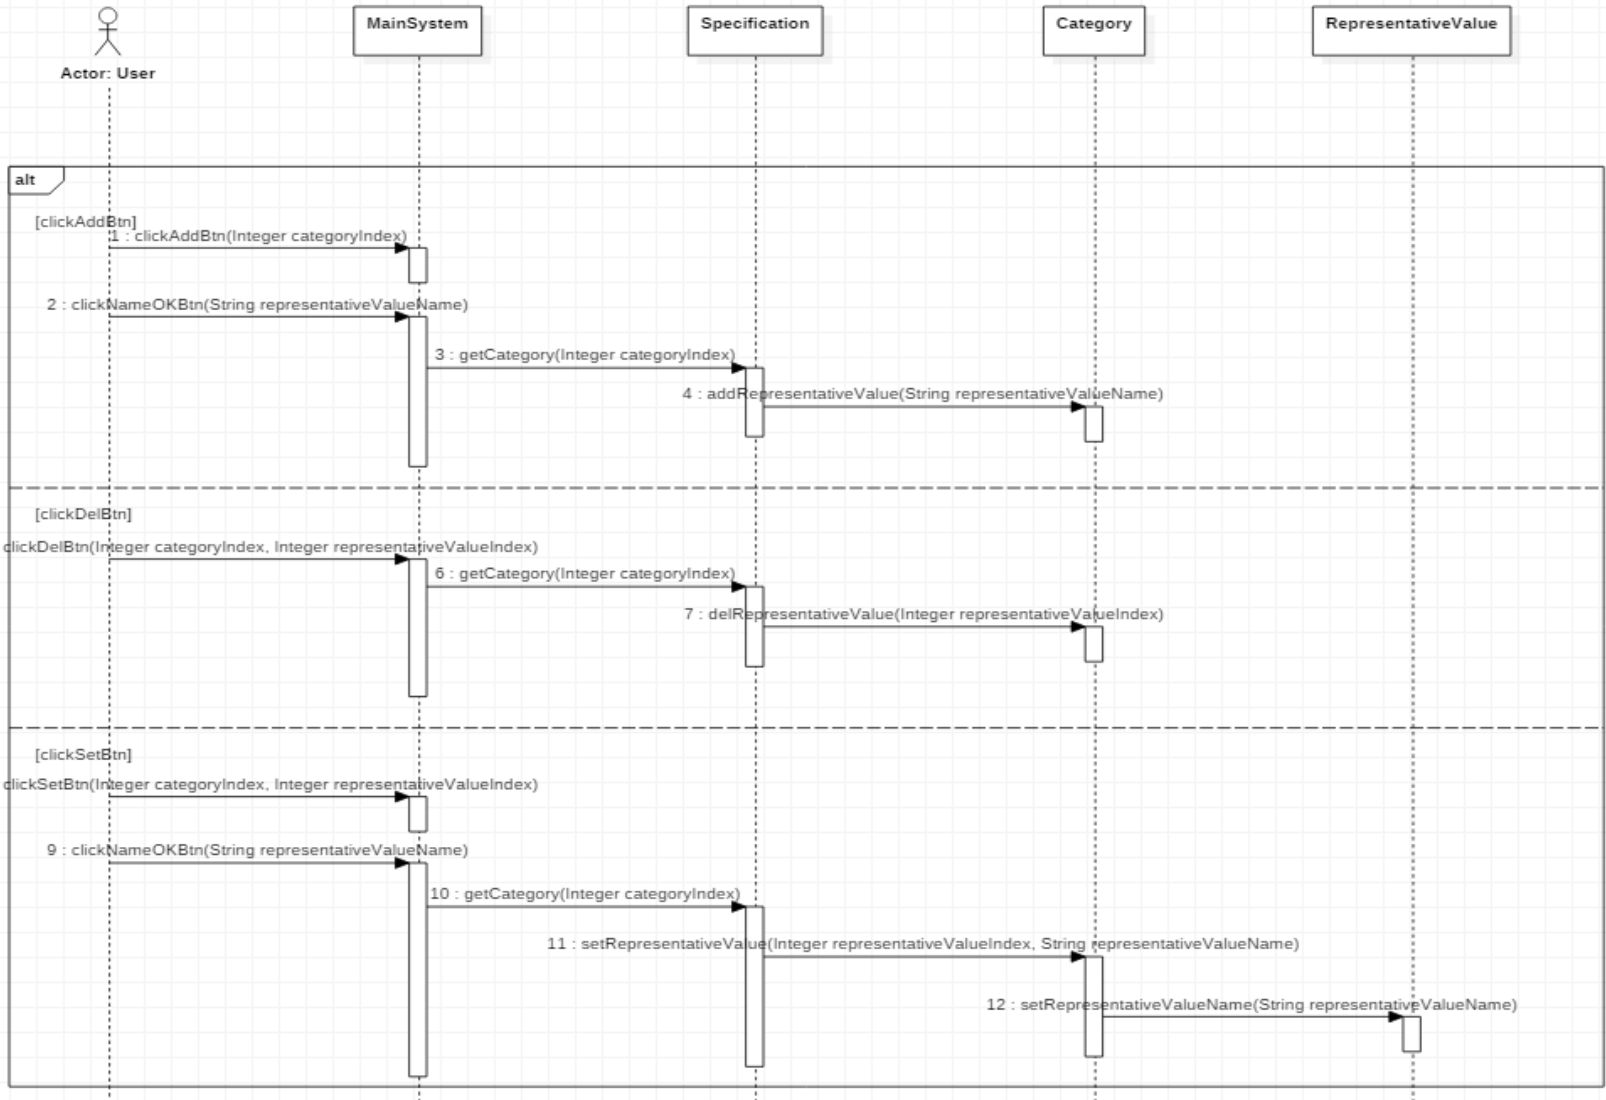 Actor: User
MainSystem
Specification
Category
RepresentativeValue
alt
[clickAddBtn]
1 : clickAddBtn(Integer categoryIndex)
2 : clickNameOKBtn(String representativeValueName)
3 : getCategory(Integer categoryIndex)
4 : addRepresentativeValue(String representativeValueName)
[clickDelBtn]
clickDelBtn(Integer categoryIndex, Integer representativeValueIndex)
6 : getCategory(Integer categoryIndex)
7 : delRepresentativeValue(Integer representativeValueIndex)
[clickSetBtn]
clickSetBtn(Integer categoryIndex, Integer representativeValueIndex)
9 : clickNameOKBtn(String representativeValueName)
10 : getCategory(Integer categoryIndex)
11 : setRepresentativeValue(Integer representativeValueIndex, String representativeValueName)
12 : setRepresentativeValueName(String representativeValueName)